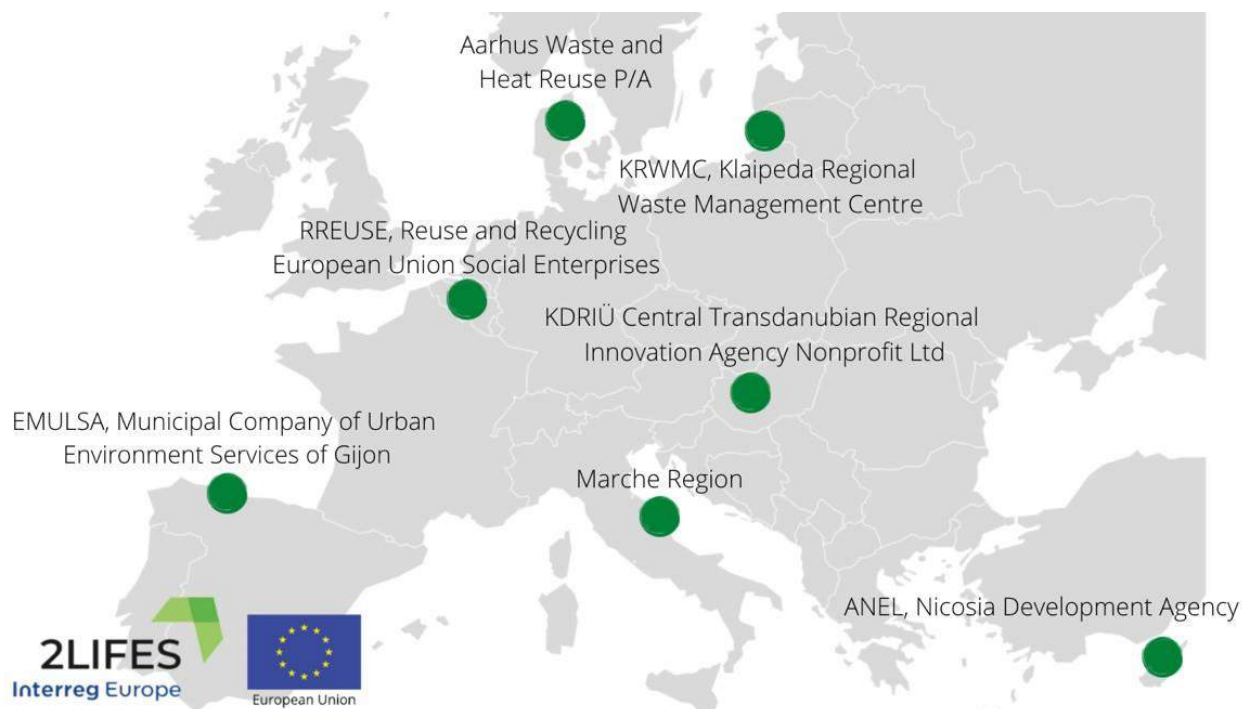 Aarhus Waste and
Heat Reuse P/A
KRWMC, Klaipeda Regional
Waste Management Centre
RREUSE, Reuse and Recycling
European Union Social Enterprises
KDRIÜ Central Transdanubian Regional
Innovation Agency Nonprofit Ltd
EMULSA, Municipal Company of Urban
Environment Services of Gijon
Marche Region
ANEL, Nicosia Development Agency
2LIFES
Interreg Europe
European Union